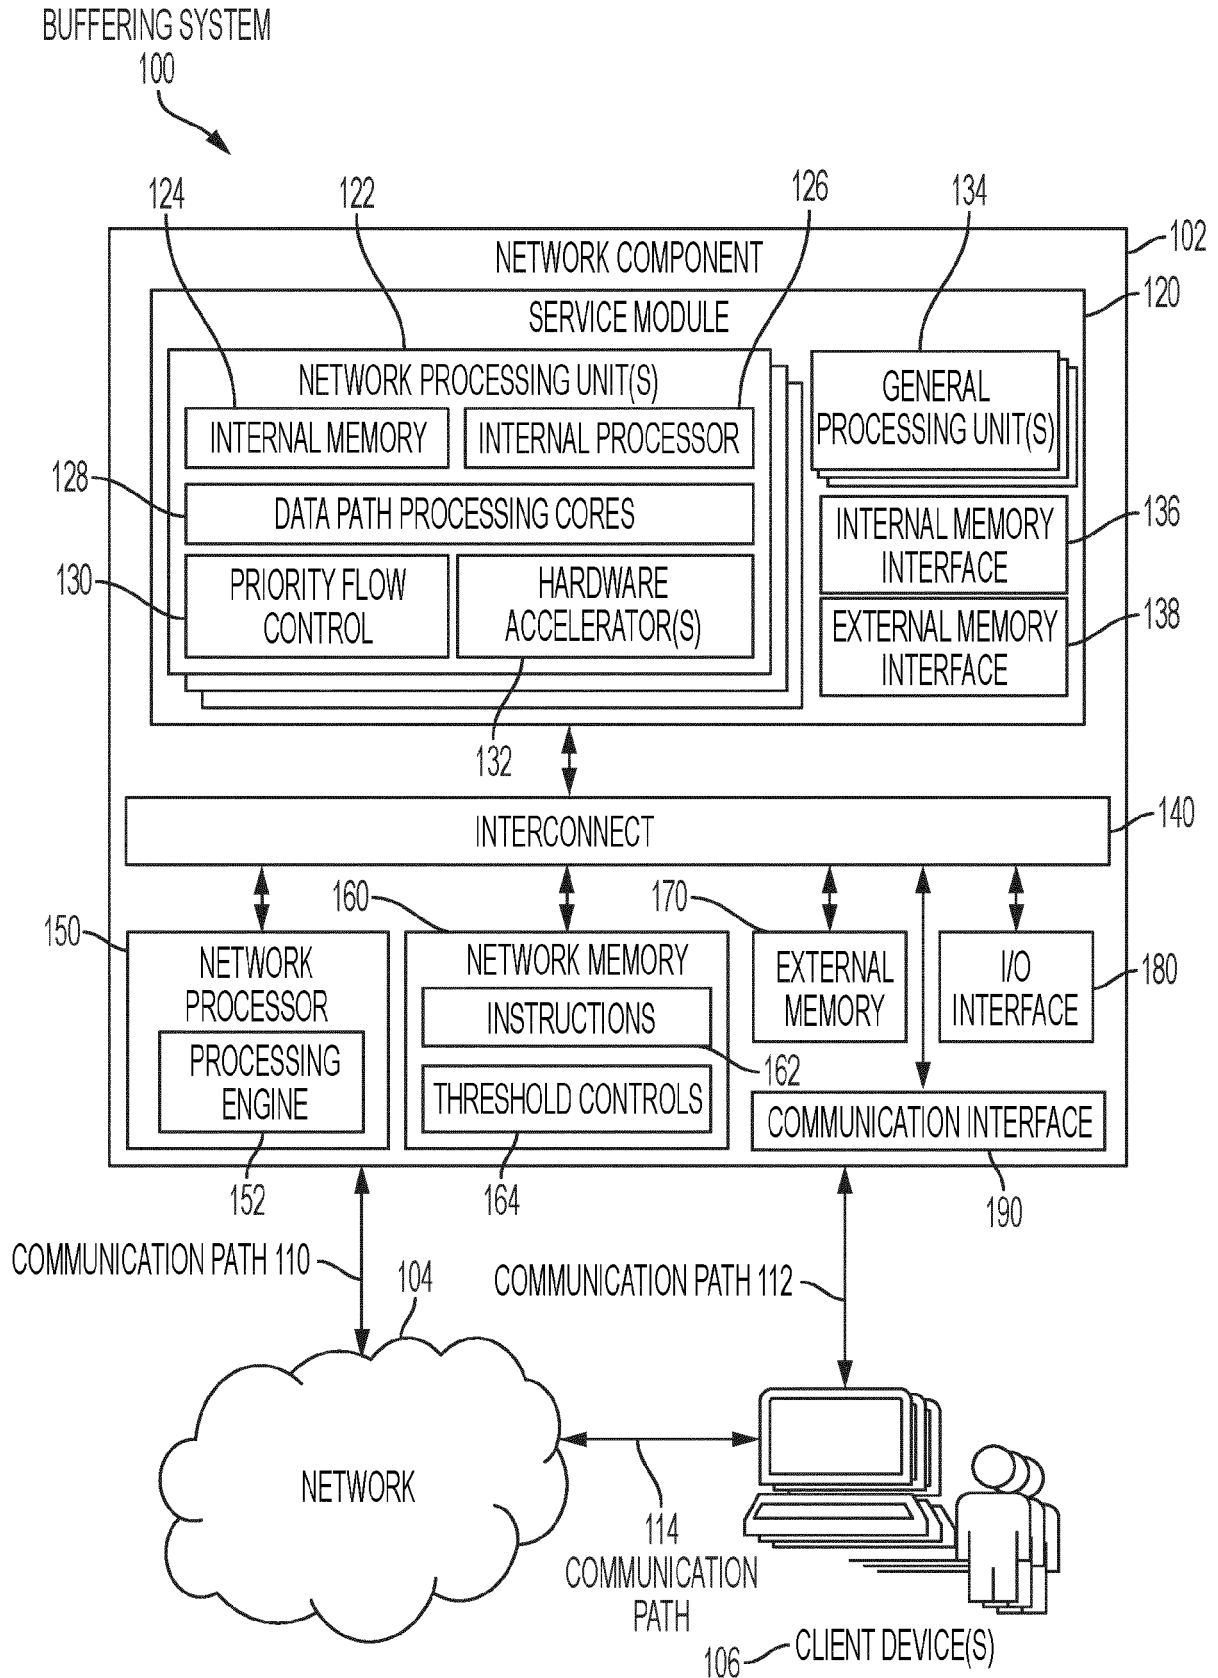 BUFFERING SYSTEM
100
124
122
126
134
102
NETWORK COMPONENT
120
SERVICE MODULE
NETWORK PROCESSING UNIT(S)
GENERAL
PROCESSING UNIT(S)
INTERNAL MEMORY
INTERNAL PROCESSOR
128
DATA PATH PROCESSING CORES
INTERNAL MEMORY
INTERFACE
136
130
PRIORITY FLOW
CONTROL
HARDWARE
ACCELERATOR(S)
EXTERNAL MEMORY
INTERFACE
138
132
INTERCONNECT
140
150
160
170
NETWORK
PROCESSOR
NETWORK MEMORY
EXTERNAL
MEMORY
I/O
INTERFACE
180
PROCESSING
ENGINE
INSTRUCTIONS
162
THRESHOLD CONTROLS
COMMUNICATION INTERFACE
152
164
190
COMMUNICATION PATH 110
104
COMMUNICATION PATH 112
NETWORK
114
COMMUNICATION
PATH
106
CLIENT DEVICE(S)